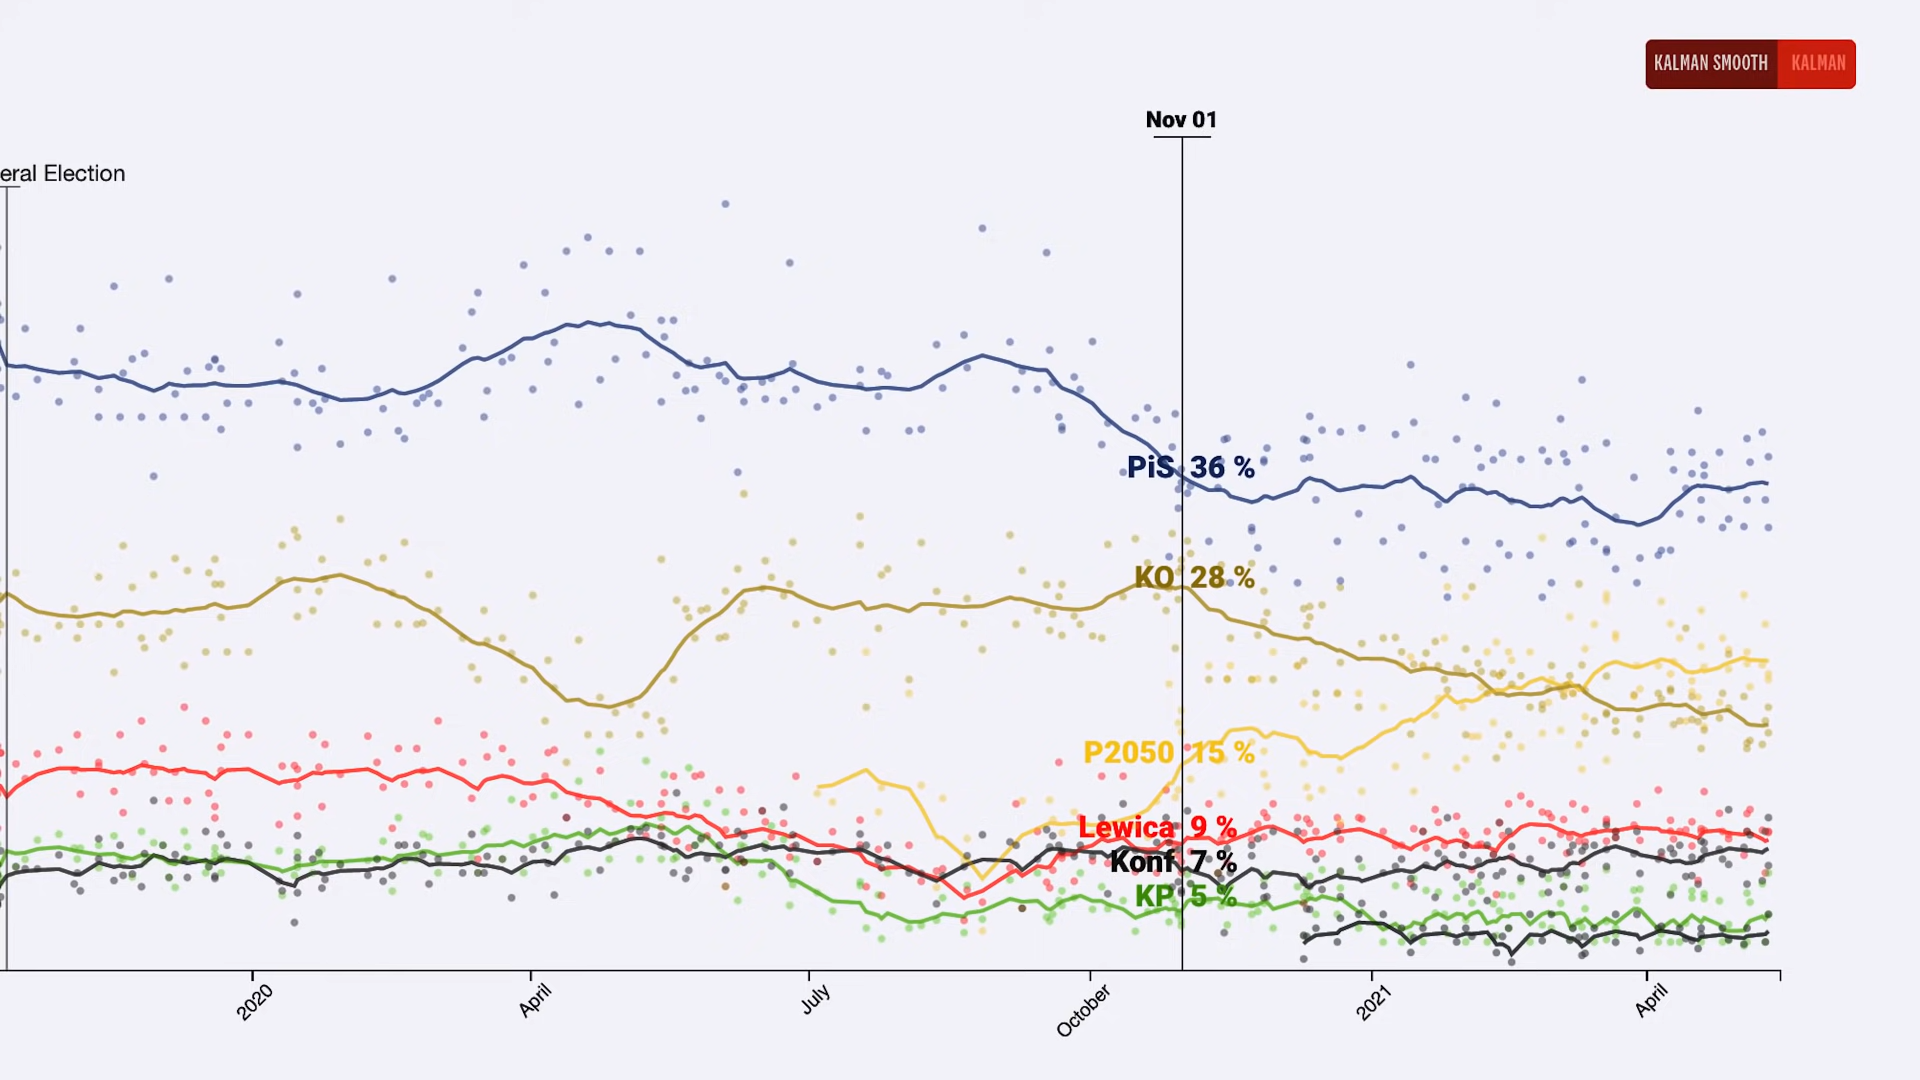 KALMAN SMOOTH KALMAN
Nov 01
eral Election
PiS 36 %
KO 28 %
P2050 15 %
Lewica 9 %
Konf 7 %
KP 5 %
2020 April July October 2021 April